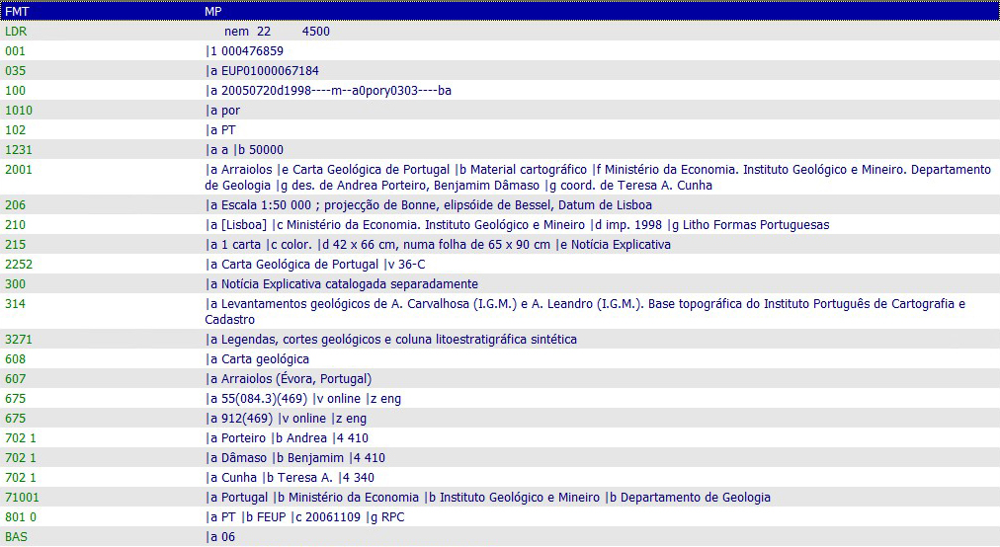 FMT MP
LDR nem 22 4500
001 |1 000476859
035 |a EUP01000067184
100 |a 20050720d1998----m--a0pory0303----ba
1010 |a por
102 |a PT
1231 |a a |b 50000
2001 |a Arraiolos |e Carta Geológica de Portugal |b Material cartográfico |f Ministério da Economia. Instituto Geológico e Mineiro. Departamento
de Geologia |g des. de Andrea Porteiro, Benjamim Dâmaso |g coord. de Teresa A. Cunha
206 |a Escala 1:50 000 ; projecção de Bonne, elipsóide de Bessel, Datum de Lisboa
210 |a [Lisboa] |c Ministério da Economia. Instituto Geológico e Mineiro |d imp. 1998 |g Litho Formas Portuguesas
215 |a 1 carta |c color. |d 42 x 66 cm, numa folha de 65 x 90 cm |e Notícia Explicativa
2252 |a Carta Geológica de Portugal |v 36-C
300 |a Notícia Explicativa catalogada separadamente
314 |a Levantamentos geológicos de A. Carvalhosa (I.G.M.) e A. Leandro (I.G.M.). Base topográfica do Instituto Português de Cartografia e
Cadastro
3271 |a Legendas, cortes geológicos e coluna litoestratigráfica sintética
608 |a Carta geológica
607 |a Arraiolos (Évora, Portugal)
675 |a 55(084.3)(469) |v online |z eng
675 |a 912(469) |v online |z eng
702 1 |a Porteiro |b Andrea |4 410
702 1 |a Dâmaso |b Benjamim |4 410
702 1 |a Cunha |b Teresa A. |4 340
71001 |a Portugal |b Ministério da Economia |b Instituto Geológico e Mineiro |b Departamento de Geologia
801 0 |a PT |b FEUP |c 20061109 |g RPC
BAS |a 06